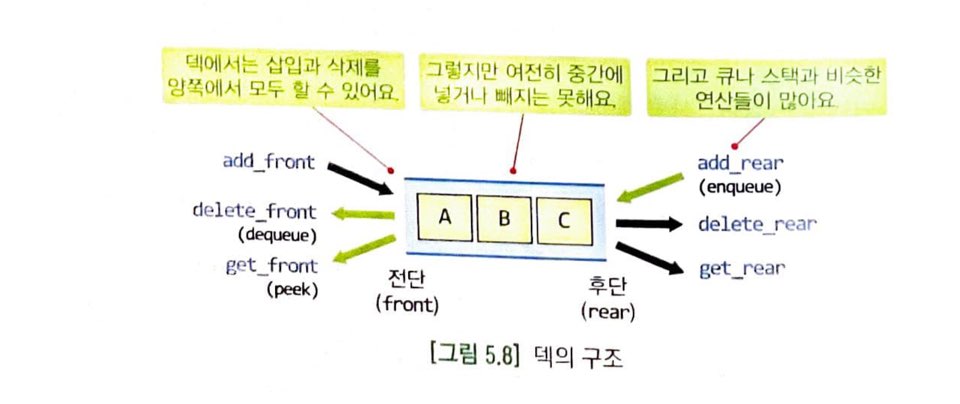 덱에서는 삽입과 삭제를
양쪽에서 모두 할 수 있어요.
그렇지만 여전히 중간에
넣거나 빼지는 못해요.
그리고 큐나 스택과 비슷한
연산들이 많아요.
add_front
delete_front
(dequeue)
get_front
(peek)
A B C
전단
(front)
후단
(rear)
add_rear
(enqueue)
delete_rear
get_rear
[그림 5.8] 덱의 구조